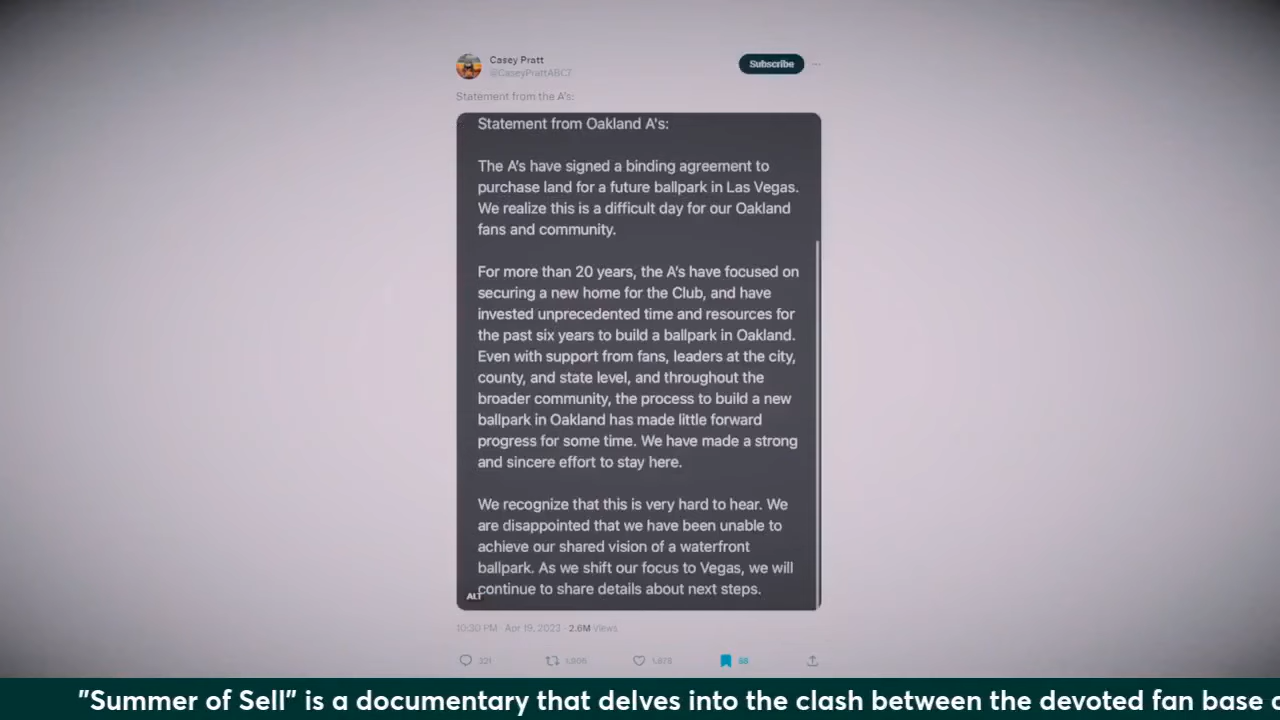 Casey Pratt
@CaseyPrattABC7
Subscribe
Statement from the A's:
Statement from Oakland A's:
The A's have signed a binding agreement to
purchase land for a future ballpark in Las Vegas.
We realize this is a difficult day for our Oakland
fans and community.
For more than 20 years, the A's have focused on
securing a new home for the Club, and have
invested unprecedented time and resources for
the past six years to build a ballpark in Oakland.
Even with support from fans, leaders at the city,
county, and state level, and throughout the
broader community, the process to build a new
ballpark in Oakland has made little forward
progress for some time. We have made a strong
and sincere effort to stay here.
We recognize that this is very hard to hear. We
are disappointed that we have been unable to
achieve our shared vision of a waterfront
ballpark. As we shift our focus to Vegas, we will
continue to share details about next steps.
ALT
10:30 PM · Apr 19, 2023 · 2.6M Views
321
"Summer of Sell" is a documentary that delves into the clash between the devoted fan base